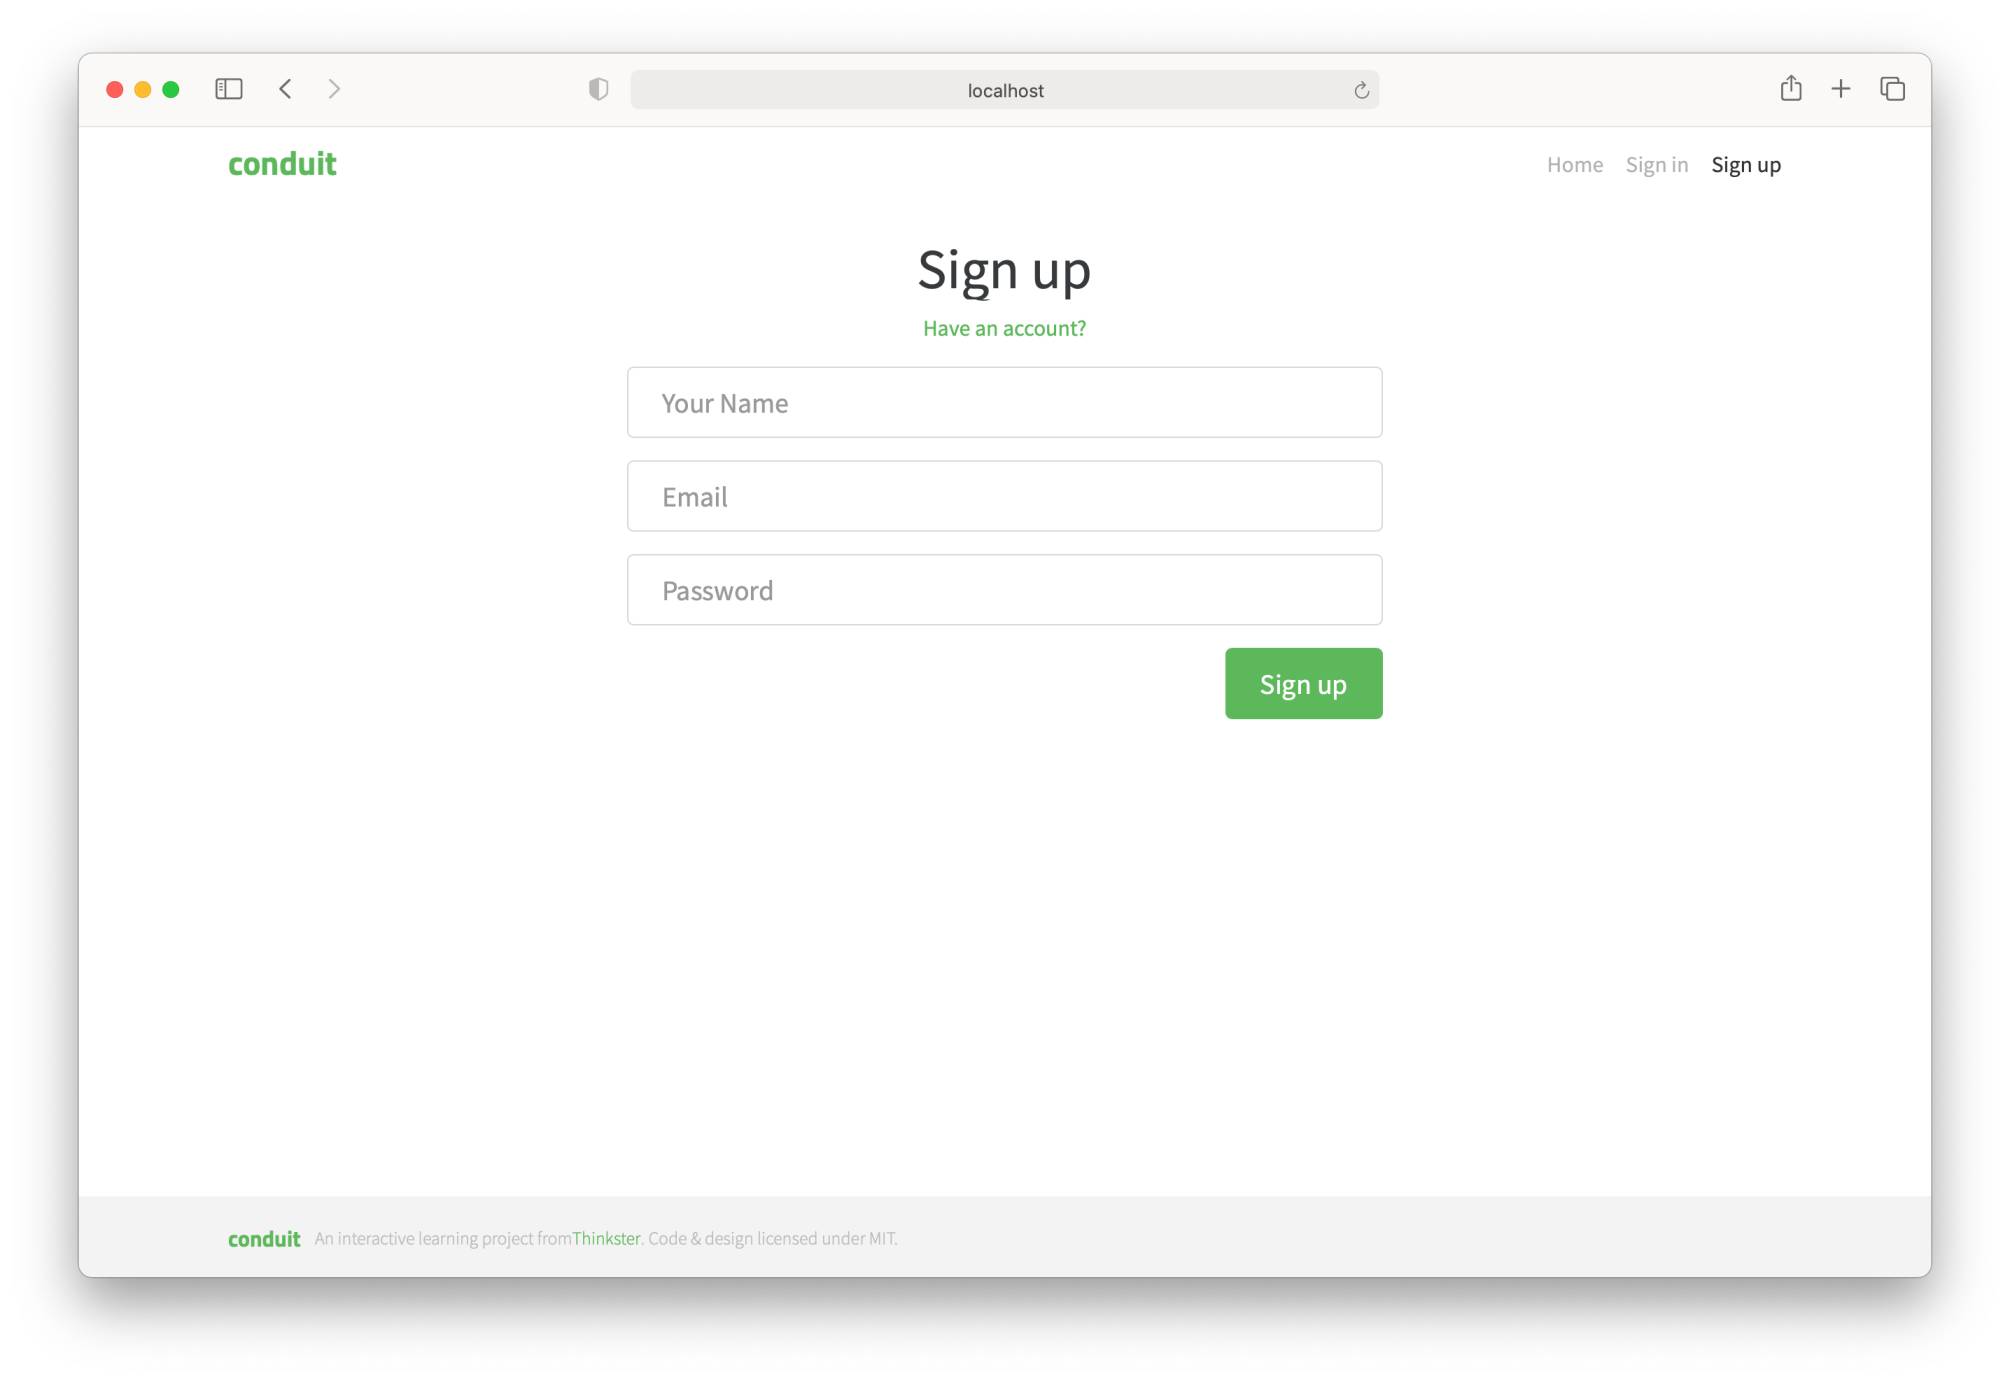 localhost
conduit
Home Sign in Sign up
Sign up
Have an account?
Your Name
Email
Password
Sign up
conduit An interactive learning project fromThinkster. Code & design licensed under MIT.